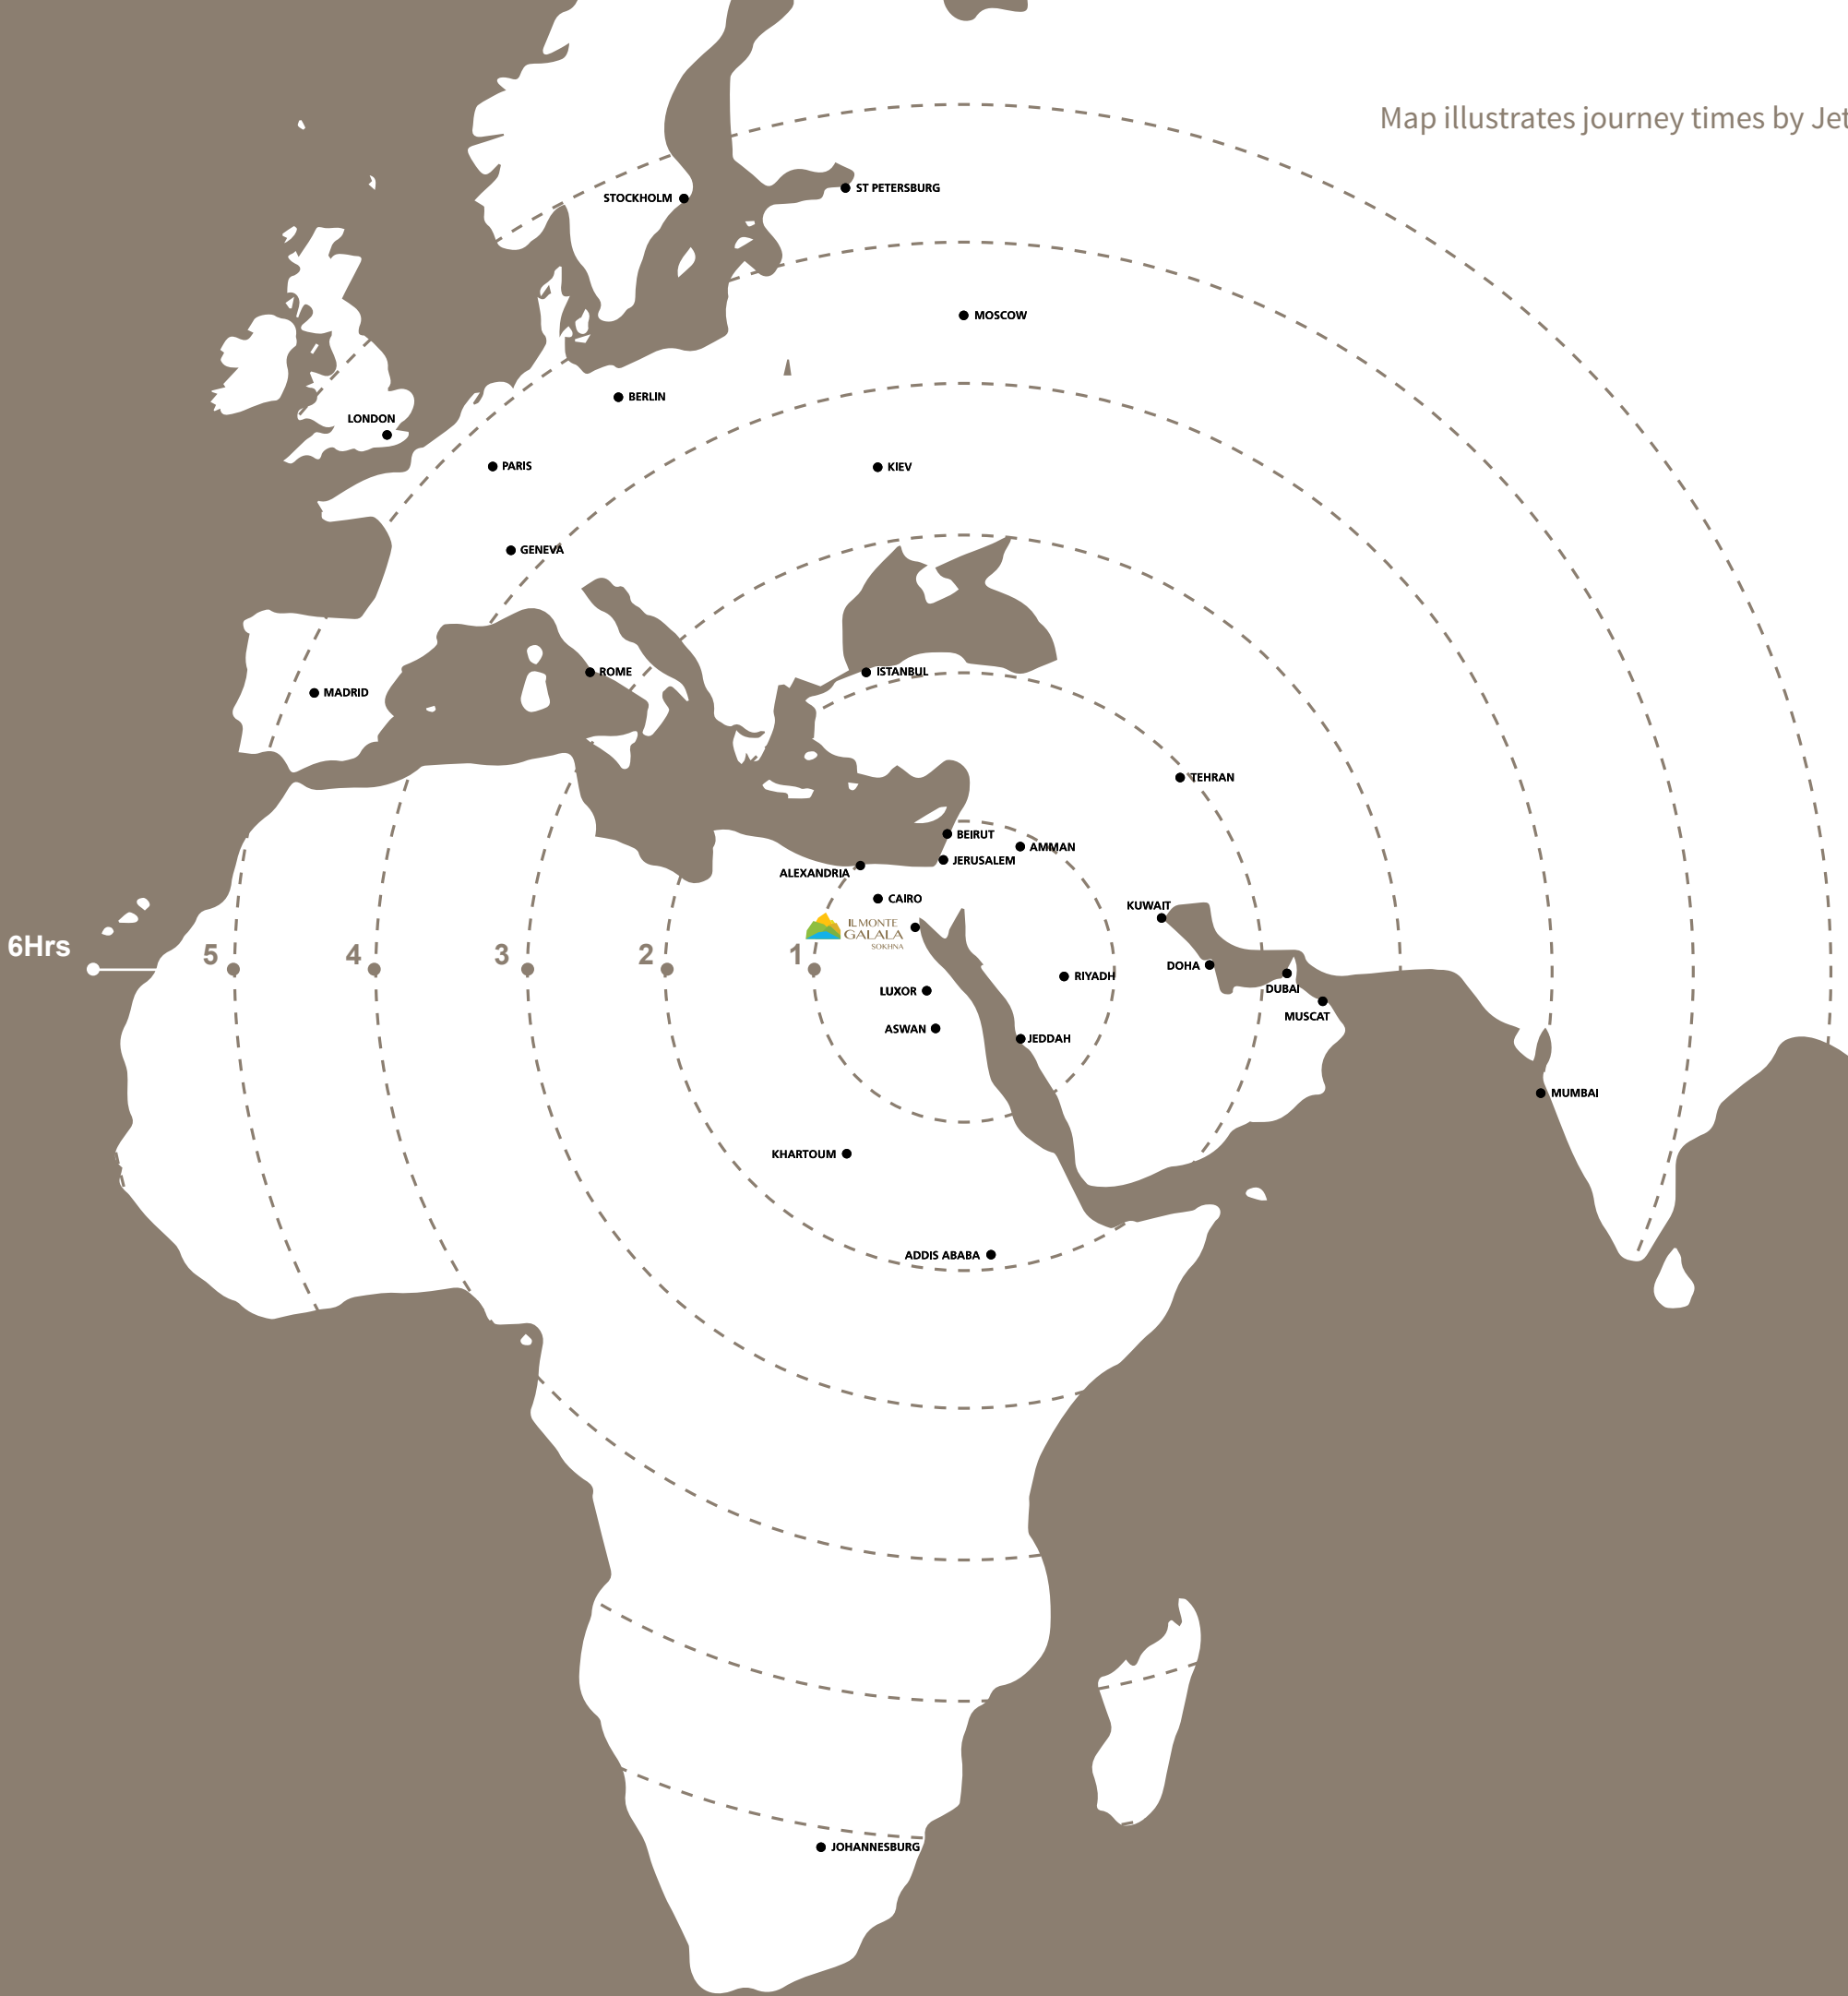 Map illustrates journey times by Jet
STOCKHOLM
ST PETERSBURG
MOSCOW
BERLIN
LONDON
PARIS
KIEV
GENEVA
ROME
ISTANBUL
MADRID
TEHRAN
BEIRUT
AMMAN
JERUSALEM
ALEXANDRIA
CAIRO
KUWAIT
IL MONTE
GALALA
SOKHNA
6Hrs
5
4
3
2
1
DOHA
RIYADH
DUBAI
LUXOR
MUSCAT
ASWAN
JEDDAH
MUMBAI
KHARTOUM
ADDIS ABABA
JOHANNESBURG